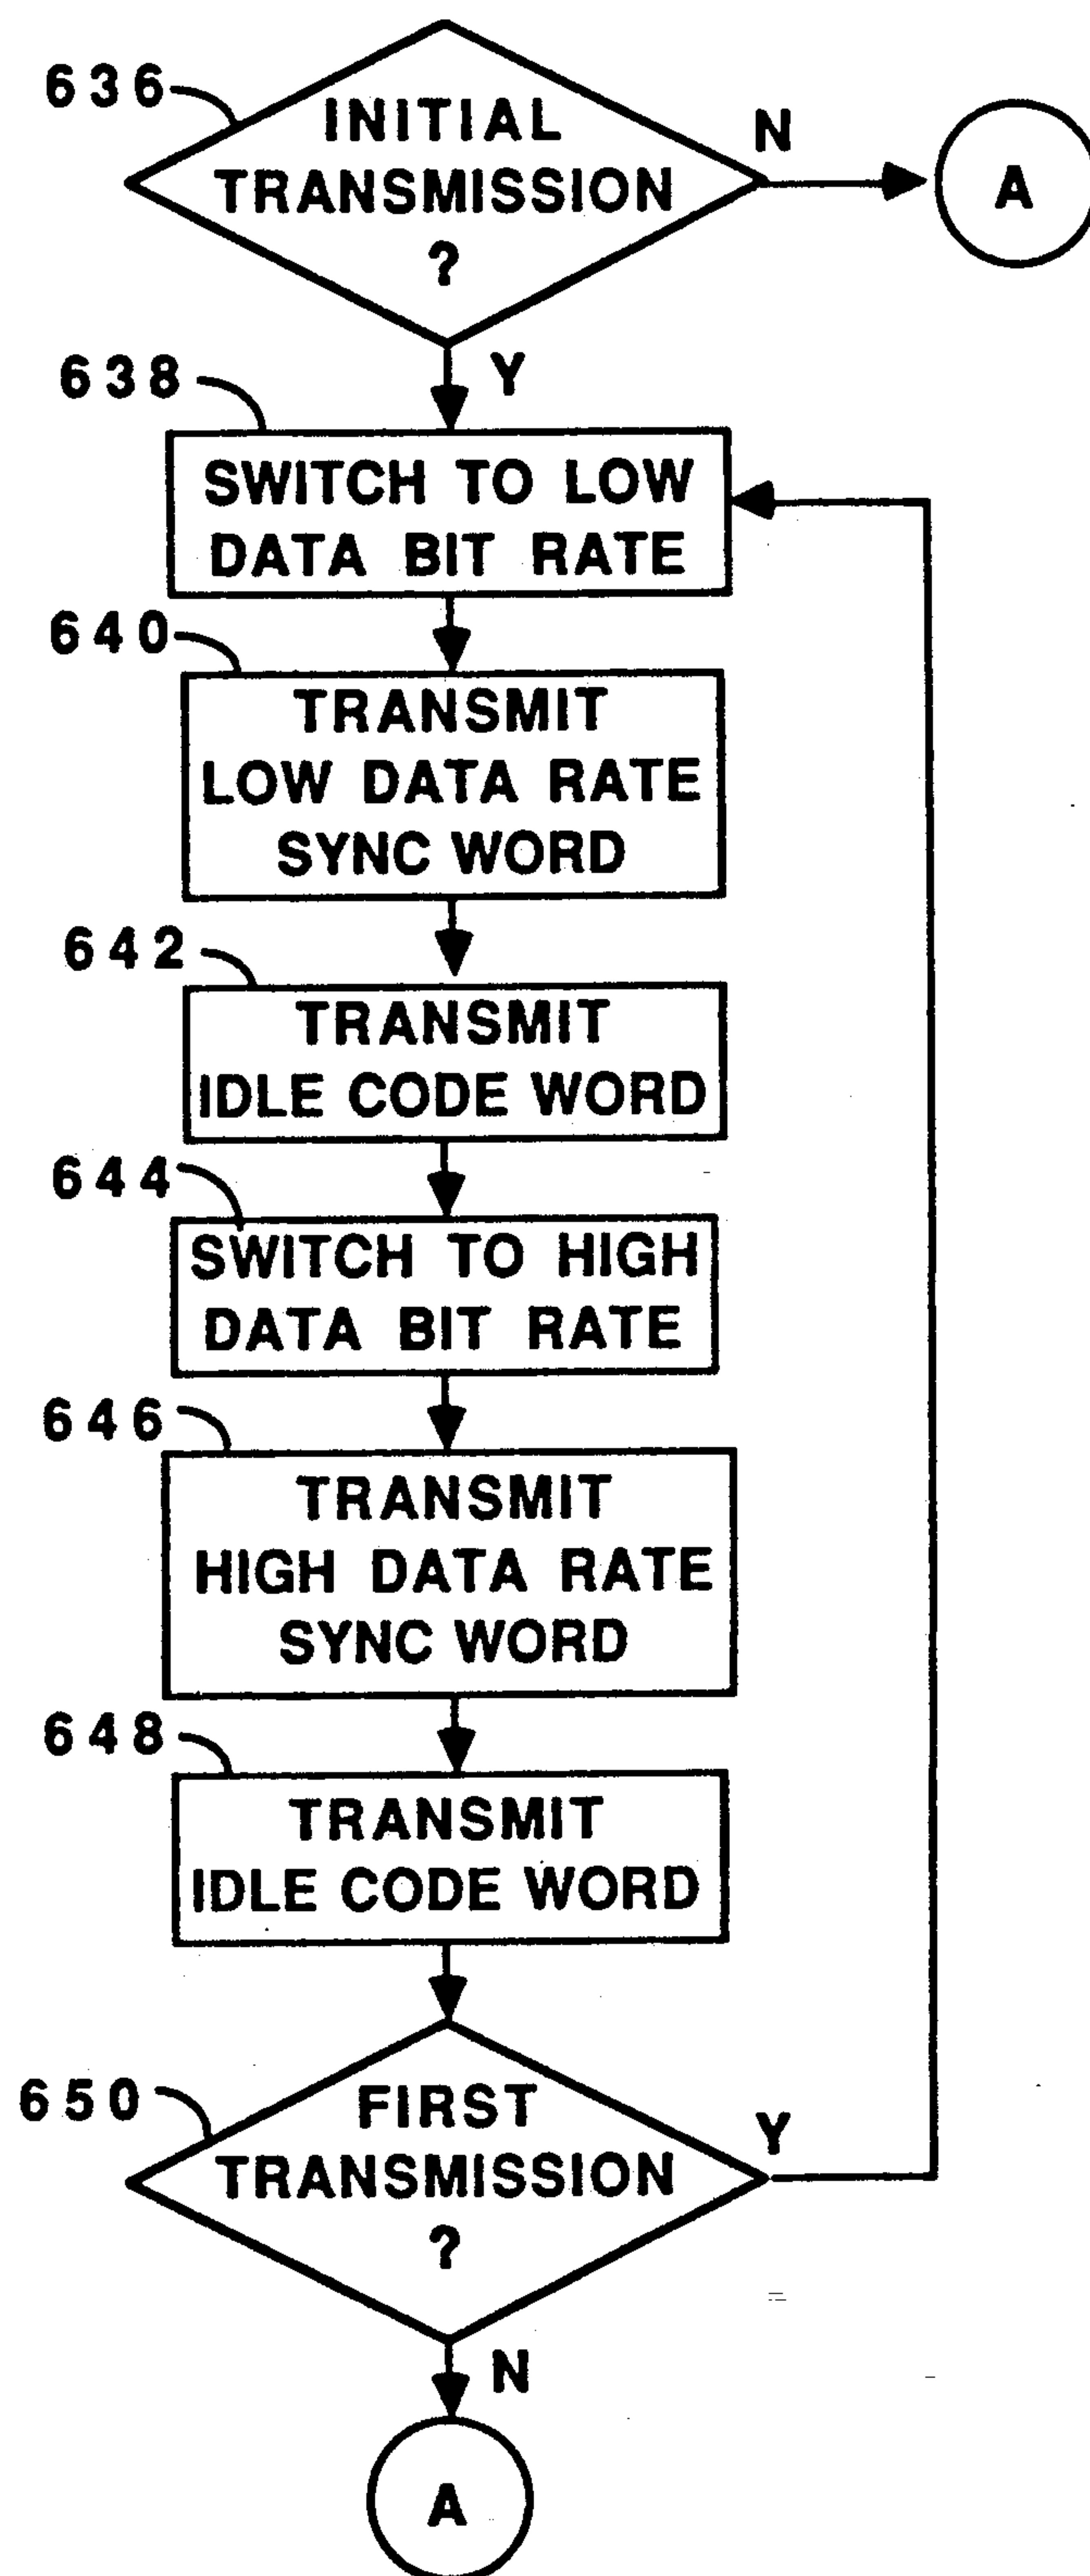 636
INITIAL
TRANSMISSION
?
N
A
Y
638
SWITCH TO LOW
DATA BIT RATE
640
TRANSMIT
LOW DATA RATE
SYNC WORD
642
TRANSMIT
IDLE CODE WORD
644
SWITCH TO HIGH
DATA BIT RATE
646
TRANSMIT
HIGH DATA RATE
SYNC WORD
648
TRANSMIT
IDLE CODE WORD
650
FIRST
TRANSMISSION
?
Y
N
A